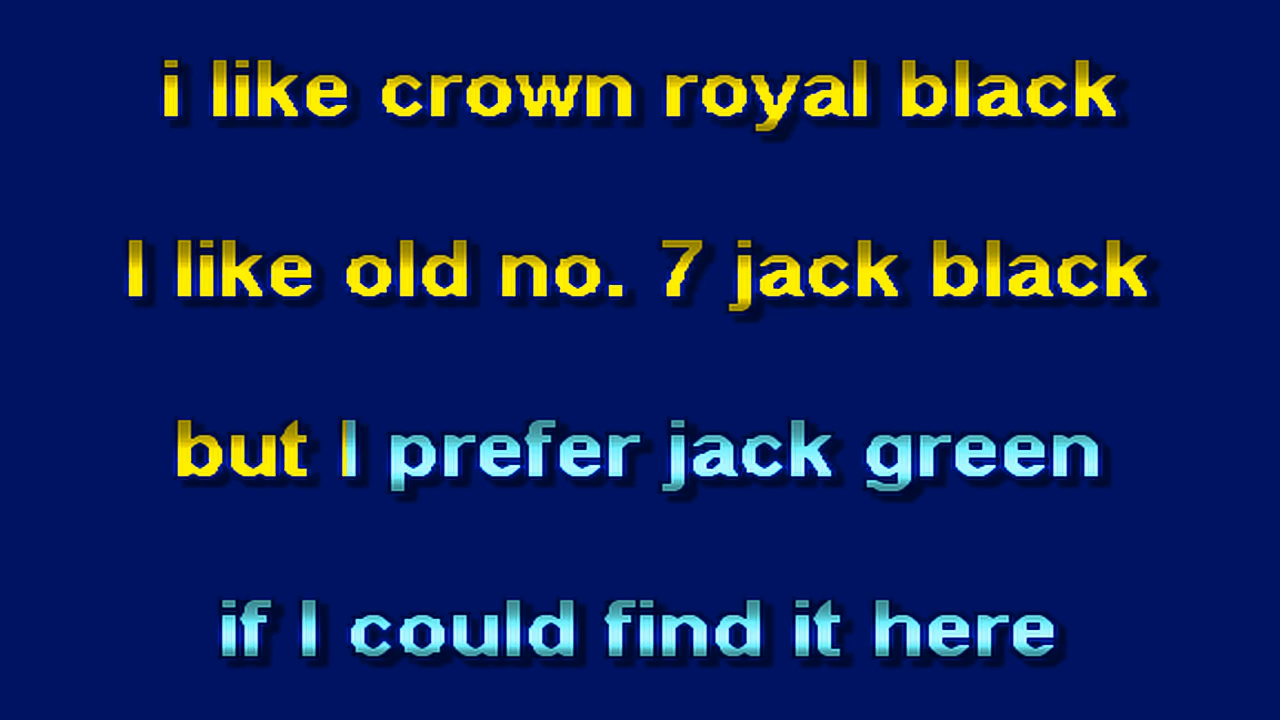 i like crown royal black
I like old no. 7 jack black
but I prefer jack green
if I could find it here